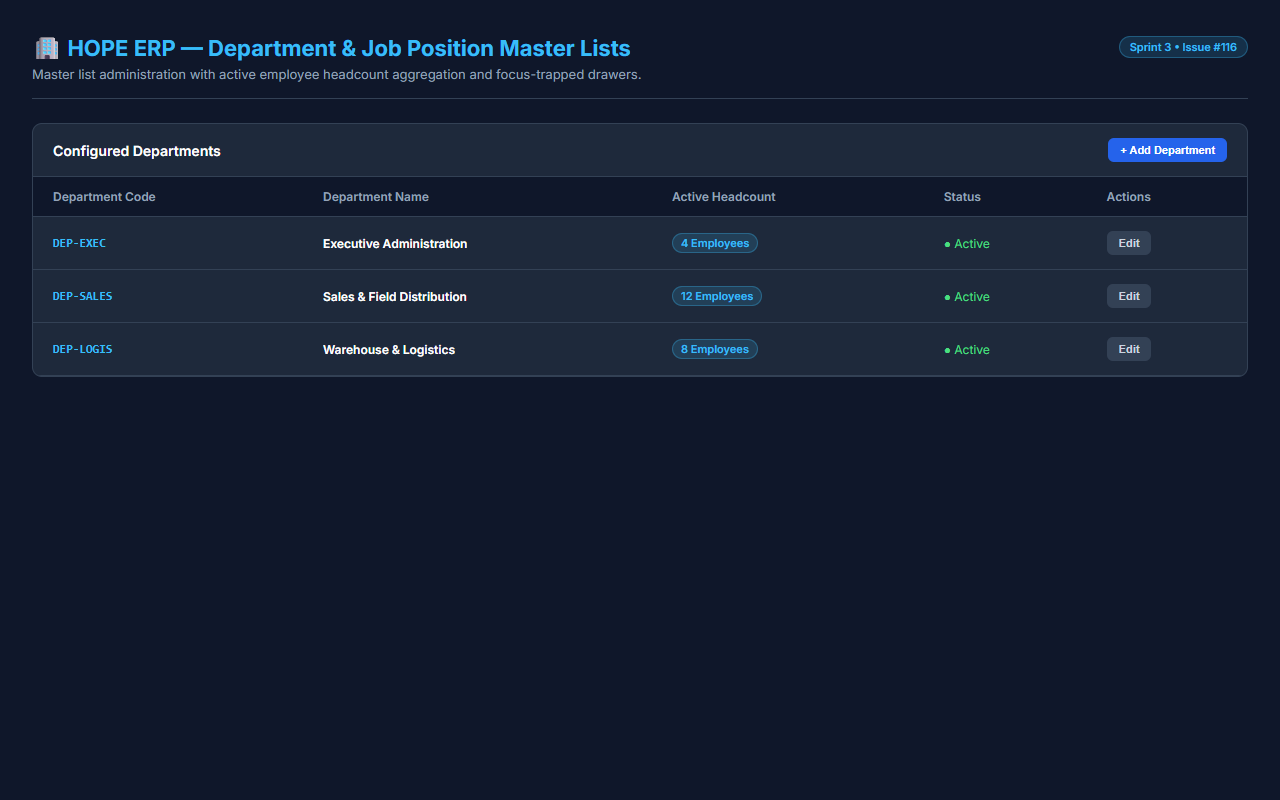 HOPE ERP — Department & Job Position Master Lists
Sprint 3 • Issue #116
Master list administration with active employee headcount aggregation and focus-trapped drawers.
Configured Departments
+ Add Department
Department Code Department Name Active Headcount Status Actions
DEP-EXEC Executive Administration 4 Employees ● Active Edit
DEP-SALES Sales & Field Distribution 12 Employees ● Active Edit
DEP-LOGIS Warehouse & Logistics 8 Employees ● Active Edit